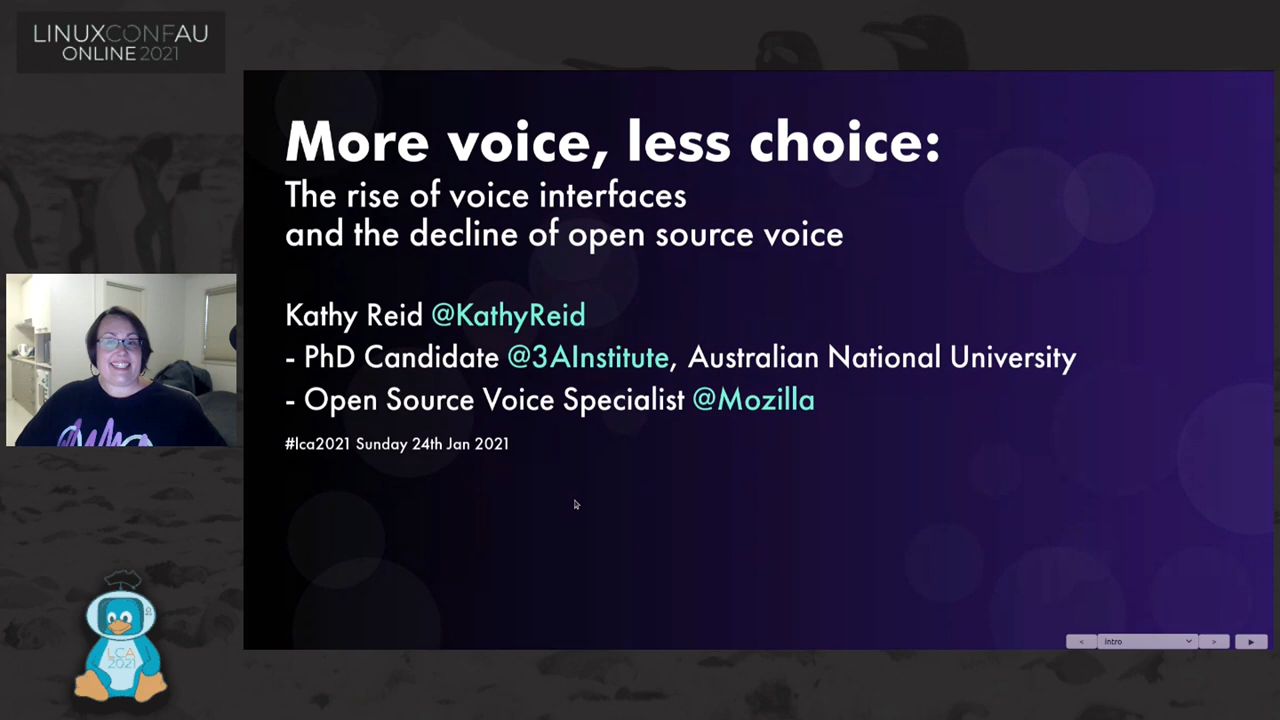 LINUXCONFAU
ONLINE 2021
More voice, less choice:
The rise of voice interfaces
and the decline of open source voice
Kathy Reid @KathyReid
- PhD Candidate @3AInstitute, Australian National University
- Open Source Voice Specialist @Mozilla
#lca2021 Sunday 24th Jan 2021
LCA
2021
< Intro >